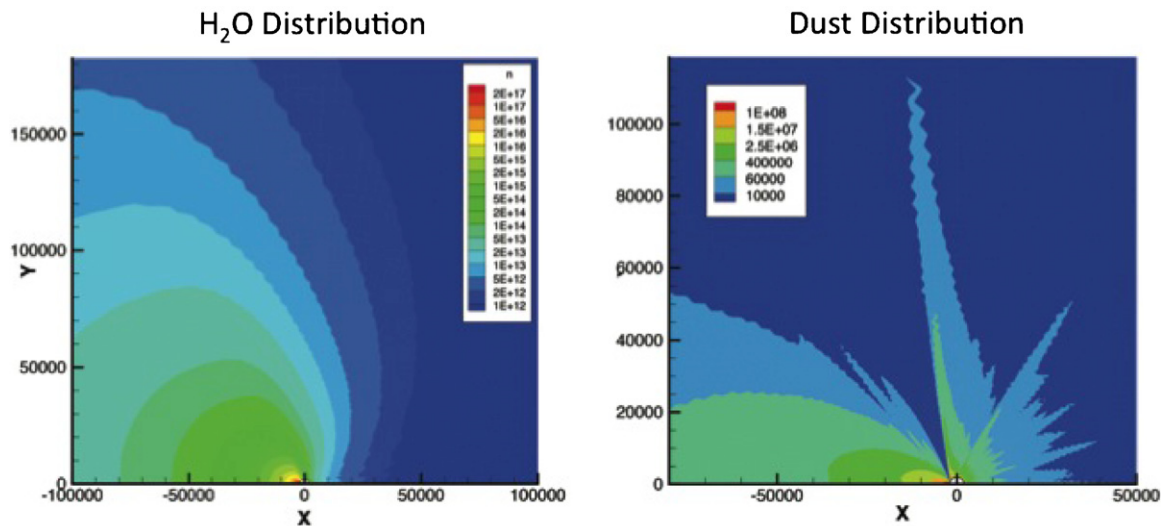 H₂O Distribution
n
2E+17
1E+17
5E+16
2E+16
1E+16
5E+15
2E+15
1E+15
5E+14
2E+14
1E+14
5E+13
2E+13
1E+13
5E+12
2E+12
1E+12
150000
100000
50000
0
Y
-100000 -50000 0 50000 100000
X
Dust Distribution
1E+08
1.5E+07
2.5E+06
400000
60000
10000
100000
80000
60000
40000
20000
0
-50000 0 50000
X